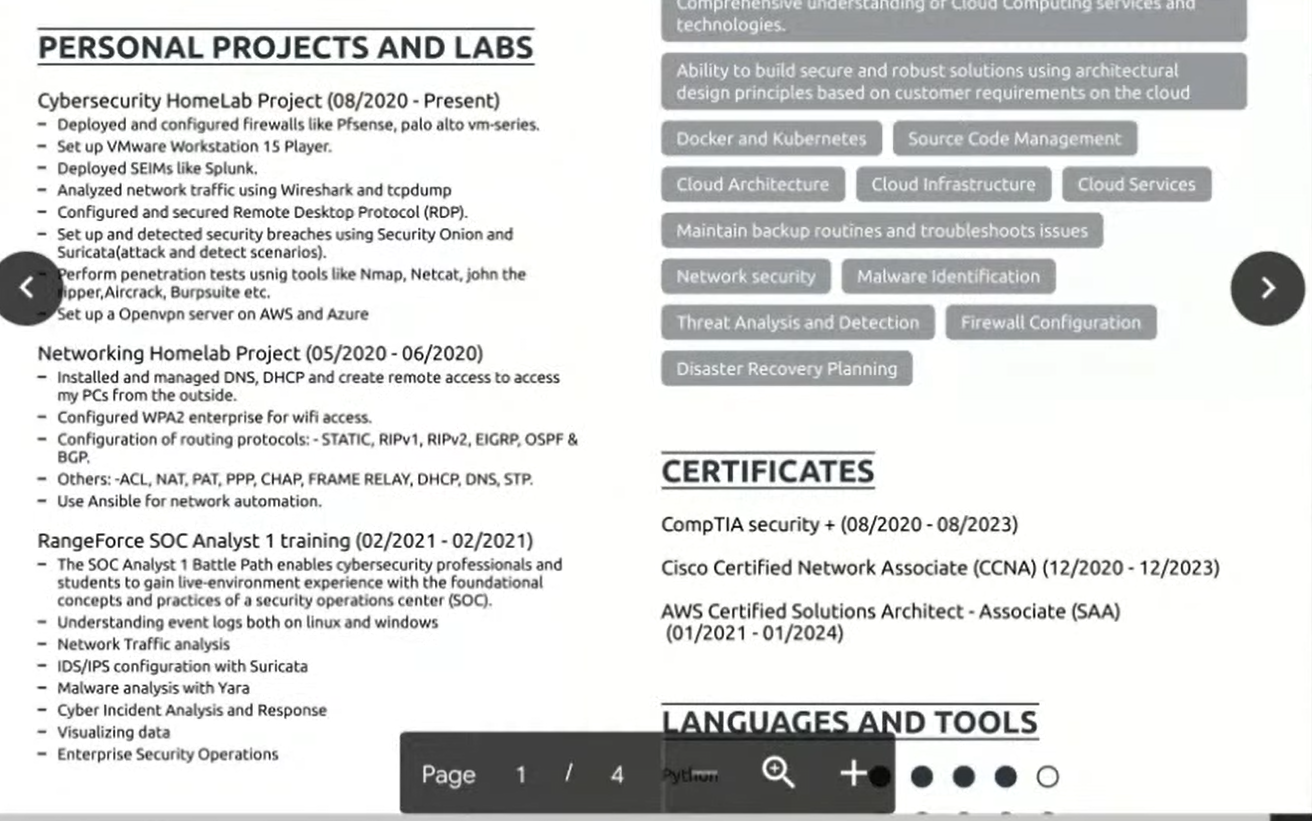 PERSONAL PROJECTS AND LABS
Cybersecurity HomeLab Project (08/2020 - Present)
– Deployed and configured firewalls like Pfsense, palo alto vm-series.
– Set up VMware Workstation 15 Player.
– Deployed SEIMs like Splunk.
– Analyzed network traffic using Wireshark and tcpdump
– Configured and secured Remote Desktop Protocol (RDP).
– Set up and detected security breaches using Security Onion and
Suricata(attack and detect scenarios).
Perform penetration tests usnig tools like Nmap, Netcat, john the
ripper,Aircrack, Burpsuite etc.
Set up a Openvpn server on AWS and Azure
Networking Homelab Project (05/2020 - 06/2020)
– Installed and managed DNS, DHCP and create remote access to access
my PCs from the outside.
– Configured WPA2 enterprise for wifi access.
– Configuration of routing protocols: - STATIC, RIPv1, RIPv2, EIGRP, OSPF &
BGP.
– Others: -ACL, NAT, PAT, PPP, CHAP, FRAME RELAY, DHCP, DNS, STP.
– Use Ansible for network automation.
RangeForce SOC Analyst 1 training (02/2021 - 02/2021)
– The SOC Analyst 1 Battle Path enables cybersecurity professionals and
students to gain live-environment experience with the foundational
concepts and practices of a security operations center (SOC).
– Understanding event logs both on linux and windows
– Network Traffic analysis
– IDS/IPS configuration with Suricata
– Malware analysis with Yara
– Cyber Incident Analysis and Response
– Visualizing data
– Enterprise Security Operations
Comprehensive understanding of Cloud Computing services and
technologies.
Ability to build secure and robust solutions using architectural
design principles based on customer requirements on the cloud
Docker and Kubernetes Source Code Management
Cloud Architecture Cloud Infrastructure Cloud Services
Maintain backup routines and troubleshoots issues
Network security Malware Identification
Threat Analysis and Detection Firewall Configuration
Disaster Recovery Planning
CERTIFICATES
CompTIA security + (08/2020 - 08/2023)
Cisco Certified Network Associate (CCNA) (12/2020 - 12/2023)
AWS Certified Solutions Architect - Associate (SAA)
(01/2021 - 01/2024)
LANGUAGES AND TOOLS
Python
Page 1 / 4